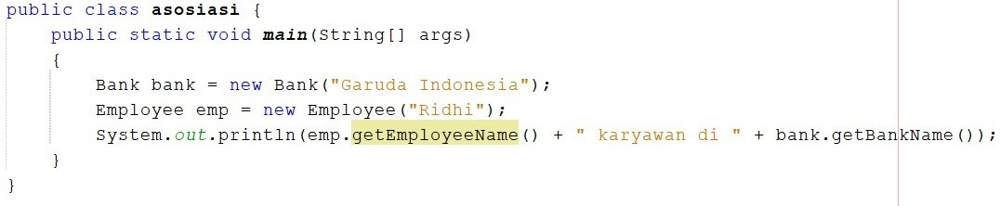 public class asosiasi {
    public static void main(String[] args)
    {
        Bank bank = new Bank("Garuda Indonesia");
        Employee emp = new Employee("Ridhi");
        System.out.println(emp.getEmployeeName() + " karyawan di " + bank.getBankName());
    }
}